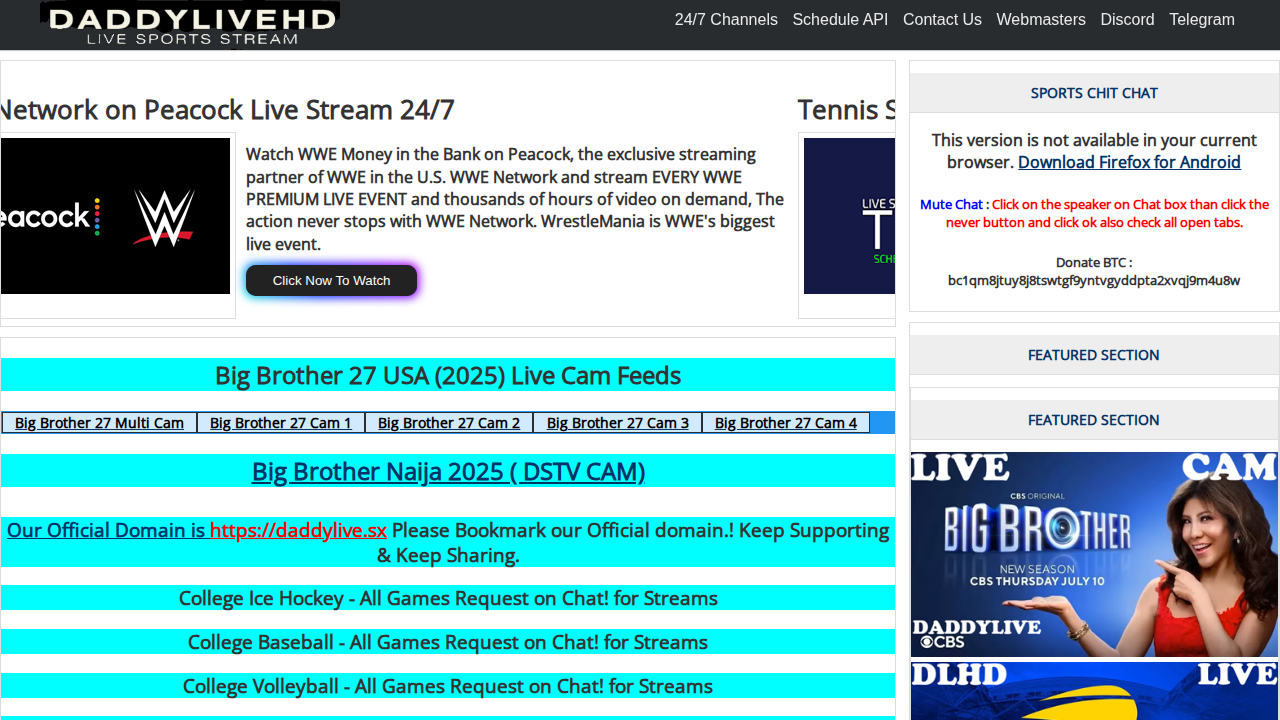 DADDYLIVEHD
LIVE SPORTS STREAM
24/7 Channels Schedule API Contact Us Webmasters Discord Telegram
Network on Peacock Live Stream 24/7
Watch WWE Money in the Bank on Peacock, the exclusive streaming
partner of WWE in the U.S. WWE Network and stream EVERY WWE
PREMIUM LIVE EVENT and thousands of hours of video on demand, The
action never stops with WWE Network. WrestleMania is WWE's biggest
live event.
Click Now To Watch
eacock
W
Tennis S
LIVE S
T
SCHE
Big Brother 27 USA (2025) Live Cam Feeds
Big Brother 27 Multi Cam Big Brother 27 Cam 1 Big Brother 27 Cam 2 Big Brother 27 Cam 3 Big Brother 27 Cam 4
Big Brother Naija 2025 ( DSTV CAM)
Our Official Domain is https://daddylive.sx Please Bookmark our Official domain.! Keep Supporting
& Keep Sharing.
College Ice Hockey - All Games Request on Chat! for Streams
College Baseball - All Games Request on Chat! for Streams
College Volleyball - All Games Request on Chat! for Streams
SPORTS CHIT CHAT
This version is not available in your current
browser. Download Firefox for Android
Mute Chat : Click on the speaker on Chat box than click the
never button and click ok also check all open tabs.
Donate BTC :
bc1qm8jtuy8j8tswtgf9yntvgyddpta2xvqj9m4u8w
FEATURED SECTION
FEATURED SECTION
LIVE CAM
CBS ORIGINAL
BIG BROTHER
NEW SEASON
CBS THURSDAY JULY 10
DADDYLIVE
CBS
DLHD LIVE